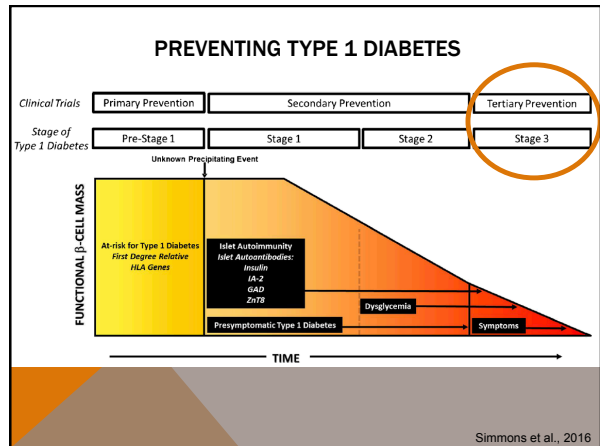 PREVENTING TYPE 1 DIABETES
Clinical Trials
Primary Prevention
Secondary Prevention
Tertiary Prevention
Stage of
Type 1 Diabetes
Pre-Stage 1
Stage 1
Stage 2
Stage 3
Unknown Precipitating Event
FUNCTIONAL β-CELL MASS
At-risk for Type 1 Diabetes
First Degree Relative
HLA Genes
Islet Autoimmunity
Islet Autoantibodies:
Insulin
IA-2
GAD
ZnT8
Dysglycemia
Presymptomatic Type 1 Diabetes
Symptoms
TIME
Simmons et al., 2016